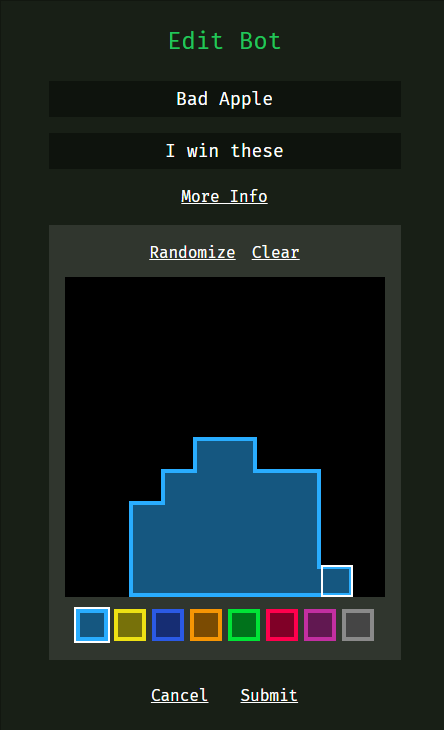 Edit Bot
Bad Apple
I win these
More Info
Randomize Clear
Cancel Submit